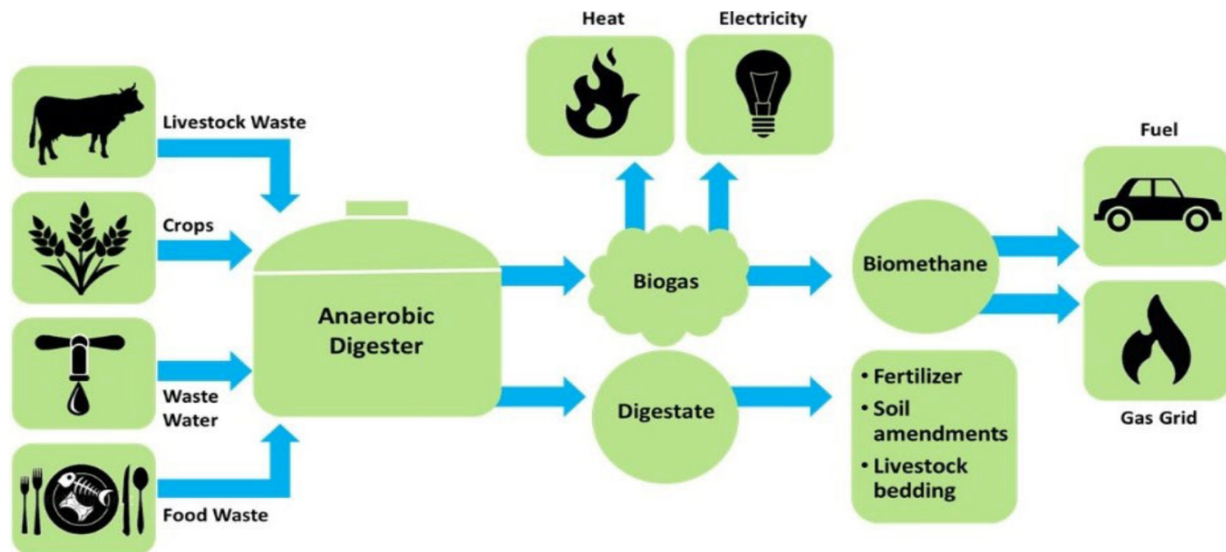 Heat
Electricity
Livestock Waste
Fuel
Crops
Biogas
Biomethane
Anaerobic
Digester
Waste
Water
Digestate
• Fertilizer
• Soil
amendments
• Livestock
bedding
Gas Grid
Food Waste